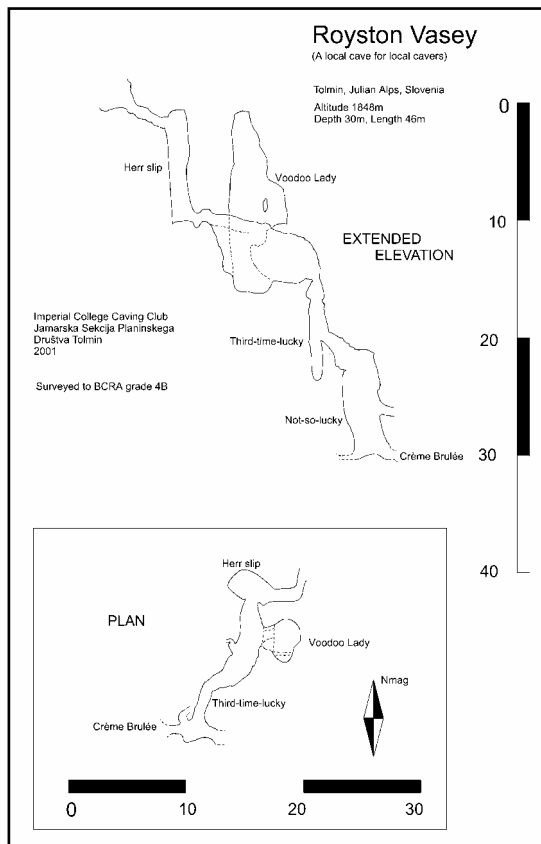 Royston Vasey
(A local cave for local cavers)
Tolmin, Julian Alps, Slovenia
Altitude 1848m
Depth 30m, Length 46m
0
Herr slip
Voodoo Lady
10
EXTENDED
ELEVATION
Imperial College Caving Club
Jamarska Sekcija Planinskega
Društva Tolmin
2001
Third-time-lucky
20
Surveyed to BCRA grade 4B
Not-so-lucky
Crème Brulée
30
40
Herr slip
PLAN
Voodoo Lady
Nmag
Third-time-lucky
Crème Brulée
0
10
20
30